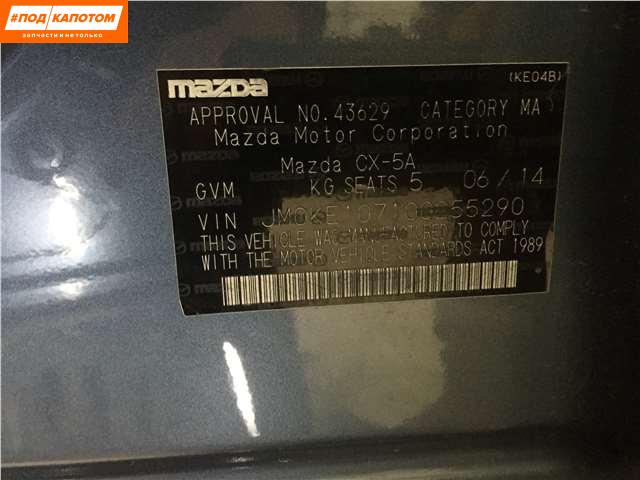 #ПОД КАПОТОМ
запчасти и не только
mazda
(KE04B)
APPROVAL NO.43629 CATEGORY MA
Mazda Motor Corporation
Mazda CX-5A
GVM KG SEATS 5 06/14
VIN
THIS VEHICLE WAS MANUFACTURED TO COMPLY
WITH THE MOTOR VEHICLE STANDARDS ACT 1989